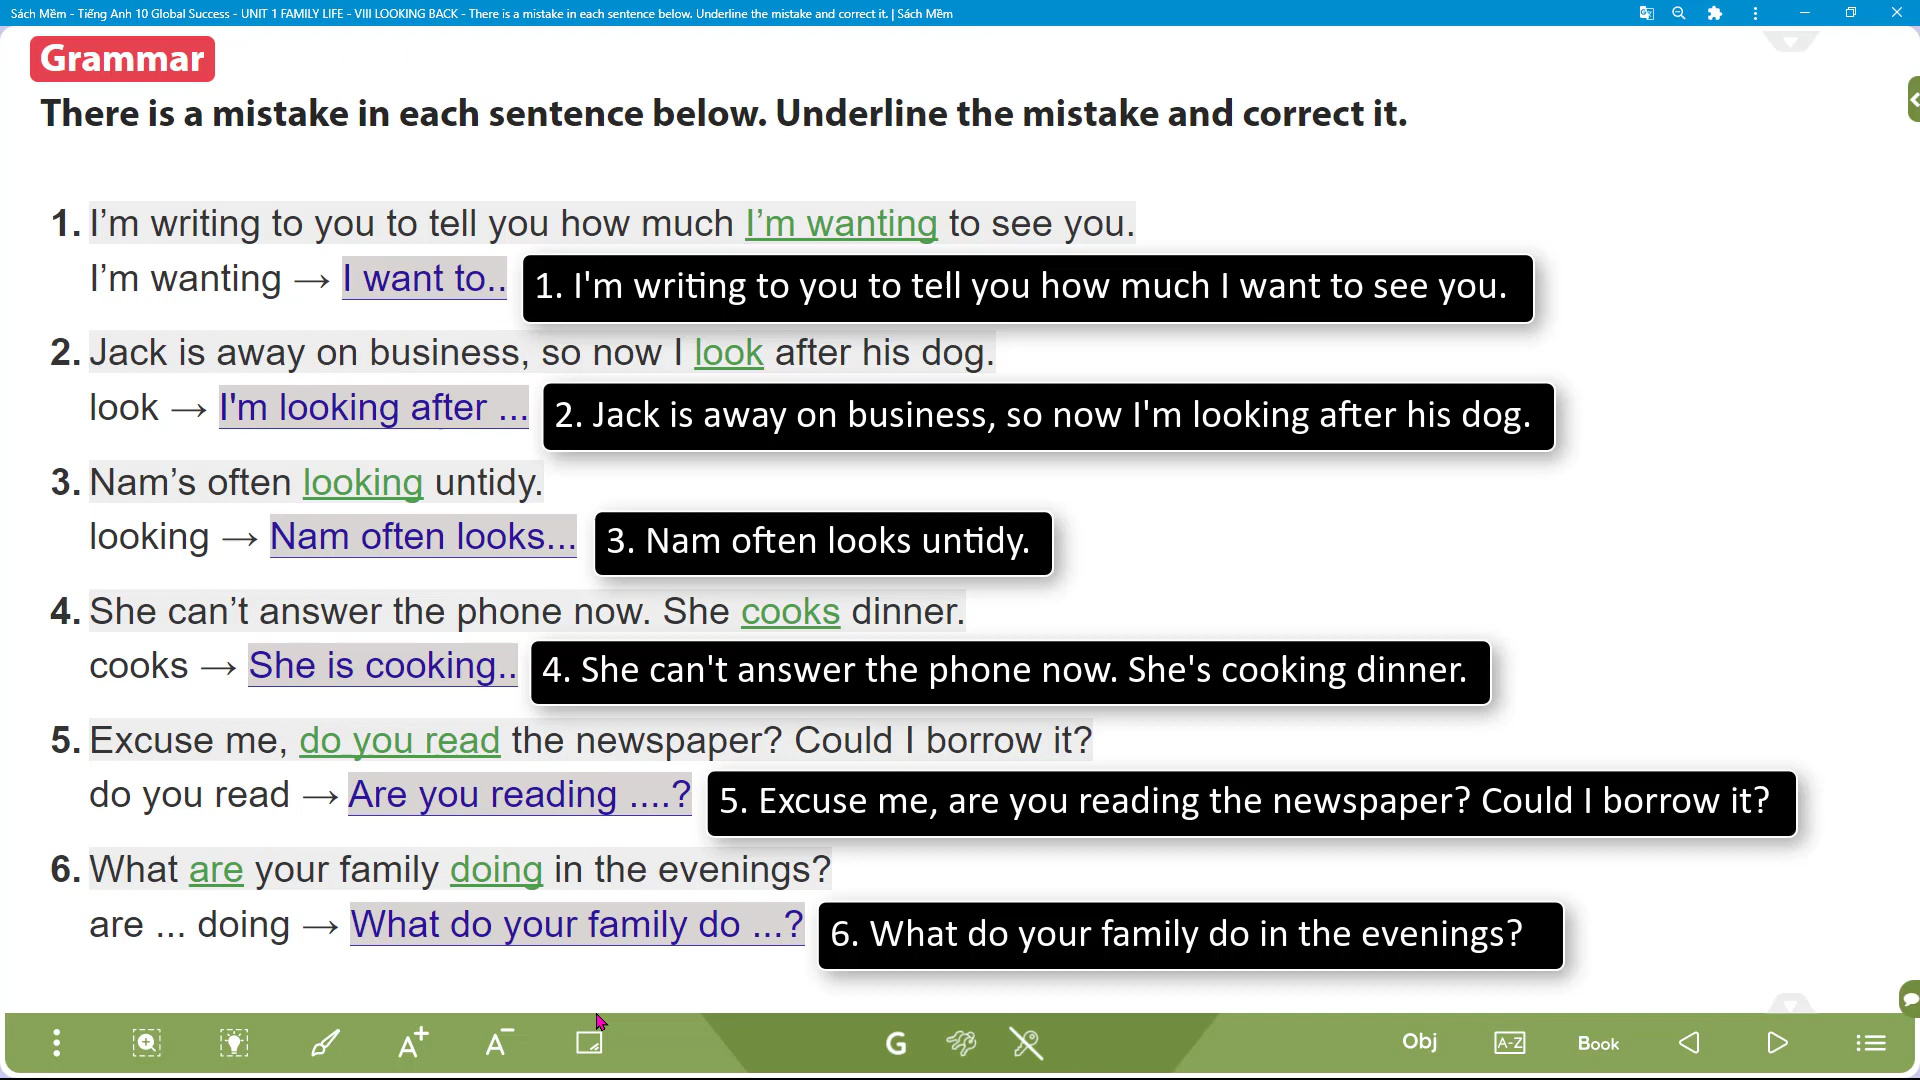 Sách Mềm - Tiếng Anh 10 Global Success - UNIT 1 FAMILY LIFE - VIII LOOKING BACK - There is a mistake in each sentence below. Underline the mistake and correct it. | Sách Mềm
Grammar
There is a mistake in each sentence below. Underline the mistake and correct it.
1. I’m writing to you to tell you how much I’m wanting to see you.
I’m wanting → I want to.. 1. I'm writing to you to tell you how much I want to see you.
2. Jack is away on business, so now I look after his dog.
look → I'm looking after ... 2. Jack is away on business, so now I'm looking after his dog.
3. Nam’s often looking untidy.
looking → Nam often looks... 3. Nam often looks untidy.
4. She can’t answer the phone now. She cooks dinner.
cooks → She is cooking.. 4. She can't answer the phone now. She's cooking dinner.
5. Excuse me, do you read the newspaper? Could I borrow it?
do you read → Are you reading ....? 5. Excuse me, are you reading the newspaper? Could I borrow it?
6. What are your family doing in the evenings?
are ... doing → What do your family do ...? 6. What do your family do in the evenings?
A+ A- G Obj A-Z Book